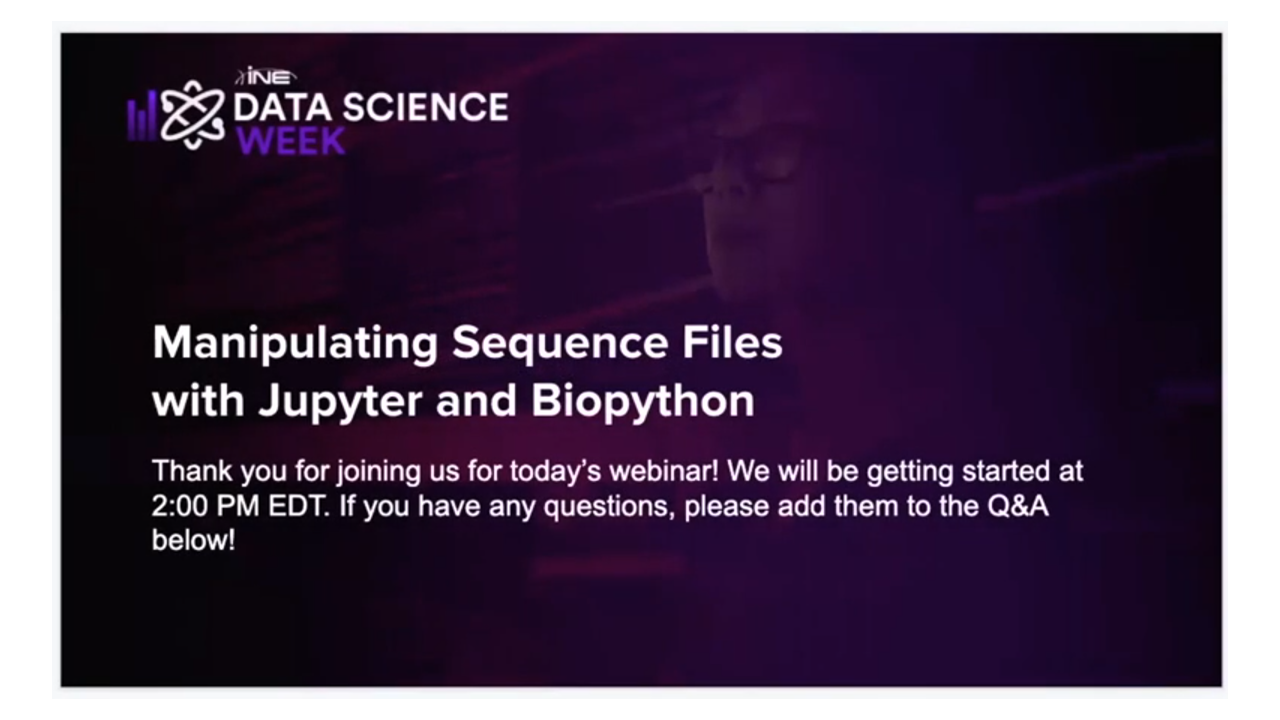 iNE
DATA SCIENCE
WEEK
Manipulating Sequence Files
with Jupyter and Biopython
Thank you for joining us for today’s webinar! We will be getting started at
2:00 PM EDT. If you have any questions, please add them to the Q&A
below!